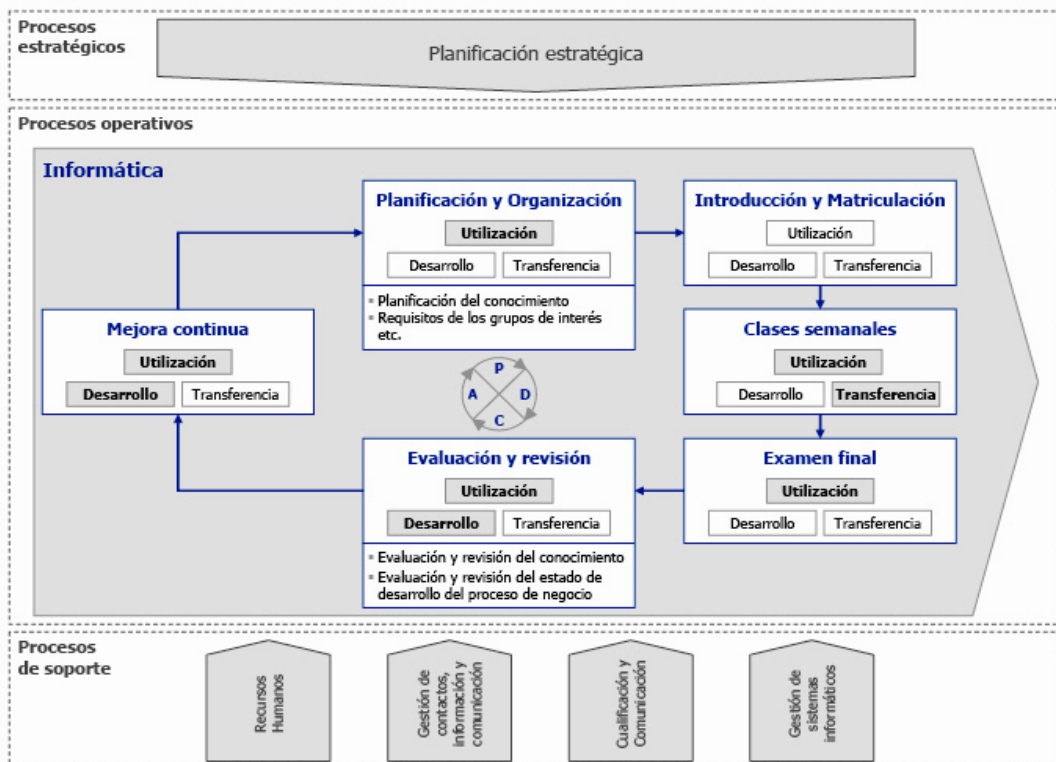 Procesos
estratégicos
Planificación estratégica
Procesos operativos
Informática
Planificación y Organización
Utilización
Desarrollo
Transferencia
▪ Planificación del conocimiento
▪ Requisitos de los grupos de interés
etc.
Introducción y Matriculación
Utilización
Desarrollo
Transferencia
Mejora continua
Utilización
Desarrollo
Transferencia
P
A
D
C
Clases semanales
Utilización
Desarrollo
Transferencia
Evaluación y revisión
Utilización
Desarrollo
Transferencia
▪ Evaluación y revisión del conocimiento
▪ Evaluación y revisión del estado de
desarrollo del proceso de negocio
Examen final
Utilización
Desarrollo
Transferencia
Procesos
de soporte
Recursos
Humanos
Gestión de
contactos,
información y
comunicación
Cualificación y
Comunicación
Gestión de
sistemas
informáticos